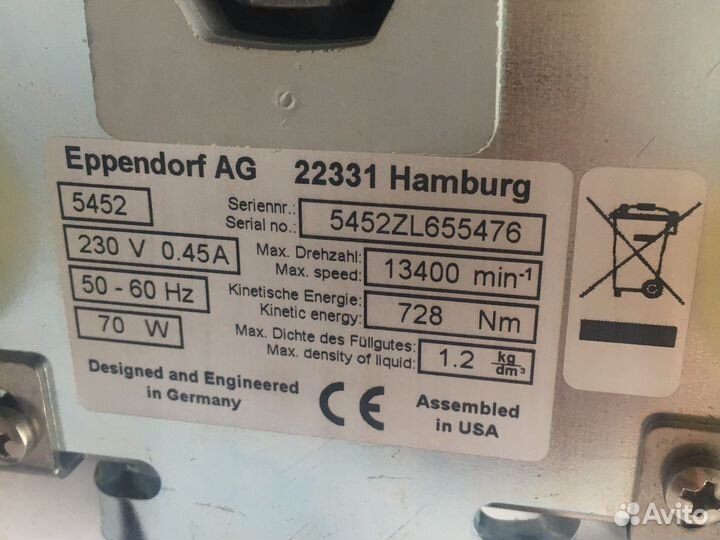 Eppendorf AG 22331 Hamburg
5452
Seriennr.:
Serial no.:
5452ZL655476
230 V 0.45A
Max. Drehzahl:
Max. speed:
13400 min-¹
50 - 60 Hz
Kinetische Energie:
Kinetic energy:
728 Nm
70 W
Max. Dichte des Füllgutes:
Max. density of liquid:
1.2 kg/dm³
Designed and Engineered
in Germany
CE
Assembled
in USA
Avito